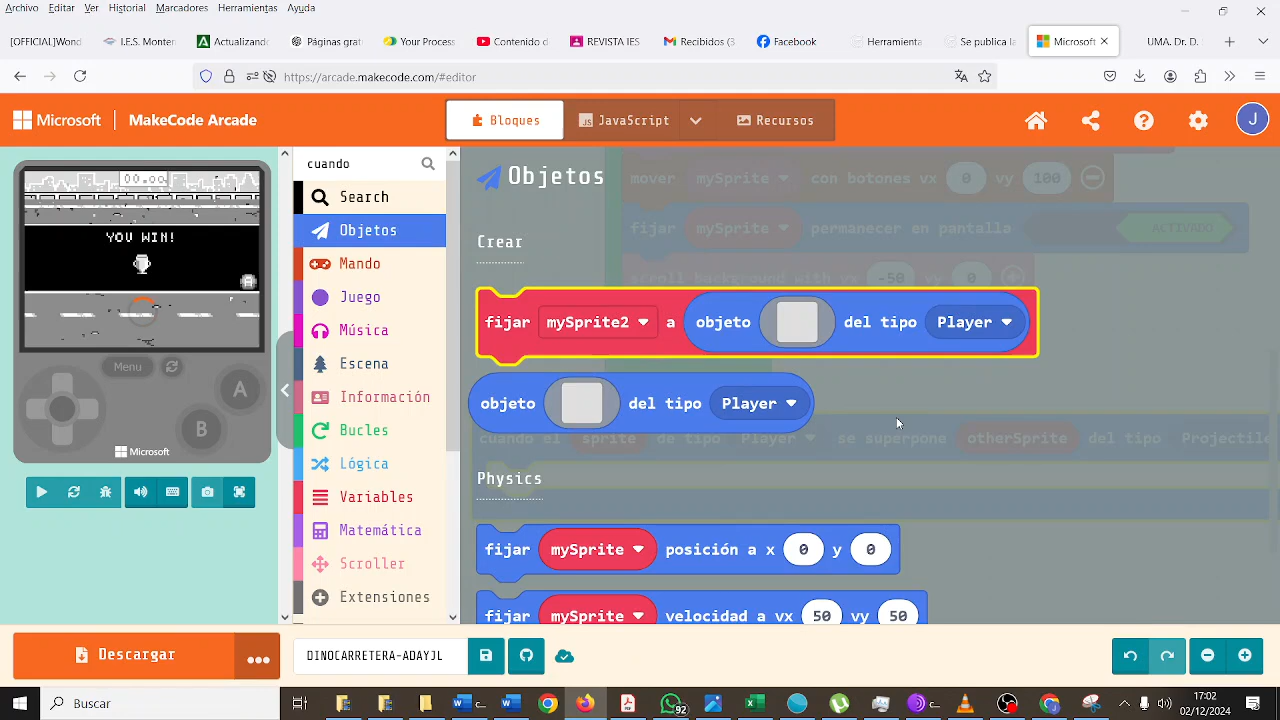 Archivo Editar Ver Historial Marcadores Herramientas Ayuda
[OFFICIAL] Wond
I.E.S. Monter
Actualizando
Página Patrat
Your Process
Contenido d
REVISTA IES
Recibidos (3
Facebook
Herramienta
Se publica la
Microsoft
UMA. D
https://arcade.makecode.com/#editor
Microsoft
MakeCode Arcade
Bloques
JavaScript
Recursos
J
YOU WIN!
A
Menu
A
B
Microsoft
cuando
Search
Objetos
Mando
Juego
Música
Escena
Información
Bucles
Lógica
Variables
Matemática
Scroller
Extensiones
Objetos
mover mySprite con botones vx 0 vy 100
fijar mySprite permanecer en pantalla ACTIVADO
Crear
scroll background with vx -50 vy 0
fijar mySprite2 a objeto del tipo Player
objeto del tipo Player
cuando el sprite de tipo Player se superpone otherSprite del tipo Projectile
Physics
fijar mySprite posición a x 0 y 0
fijar mySprite velocidad a vx 50 vy 50
Descargar
DINOCARRETERA-ADAYJL
Buscar
92
17:02
02/12/2024